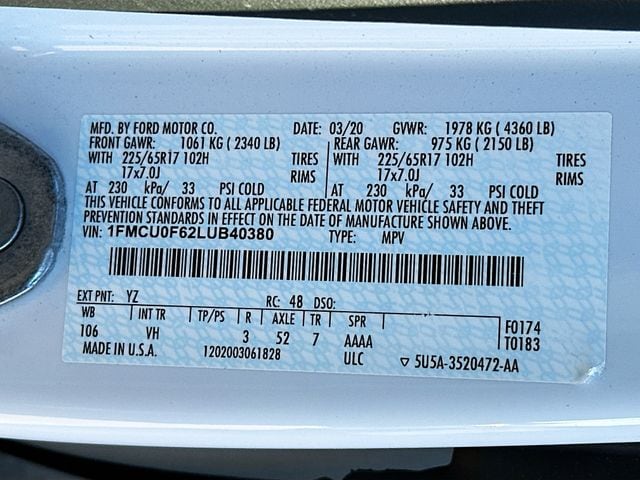 MFD. BY FORD MOTOR CO. DATE: 03/20 GVWR: 1978 KG ( 4360 LB)
FRONT GAWR: 1061 KG ( 2340 LB) REAR GAWR: 975 KG ( 2150 LB)
WITH 225/65R17 102H TIRES WITH 225/65R17 102H TIRES
17x7.0J RIMS 17x7.0J RIMS
AT 230 kPa/ 33 PSI COLD AT 230 kPa/ 33 PSI COLD
THIS VEHICLE CONFORMS TO ALL APPLICABLE FEDERAL MOTOR VEHICLE SAFETY AND THEFT
PREVENTION STANDARDS IN EFFECT ON THE DATE OF MANUFACTURE SHOWN ABOVE.
VIN: 1FMCU0F62LUB40380 TYPE: MPV
EXT PNT: YZ RC: 48 DSO:
WB INT TR TP/PS R AXLE TR SPR F0174
106 VH 3 52 7 AAAA T0183
MADE IN U.S.A. 1202003061828 ULC ▽ 5U5A-3520472-AA